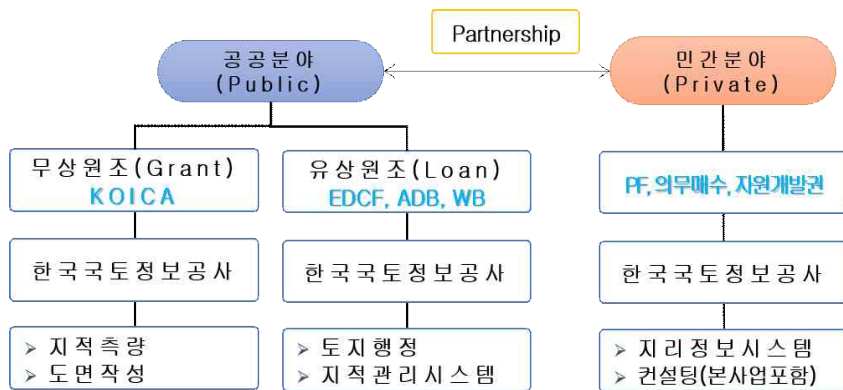 Partnership
공공분야
(Public)
민간분야
(Private)
무상원조(Grant)
KOICA
유상원조(Loan)
EDCF, ADB, WB
PF, 의무매수, 지원개발권
한국국토정보공사
한국국토정보공사
한국국토정보공사
➢ 지적측량
➢ 도면작성
➢ 토지행정
➢ 지적관리시스템
➢ 지리정보시스템
➢ 컨설팅(본사업포함)